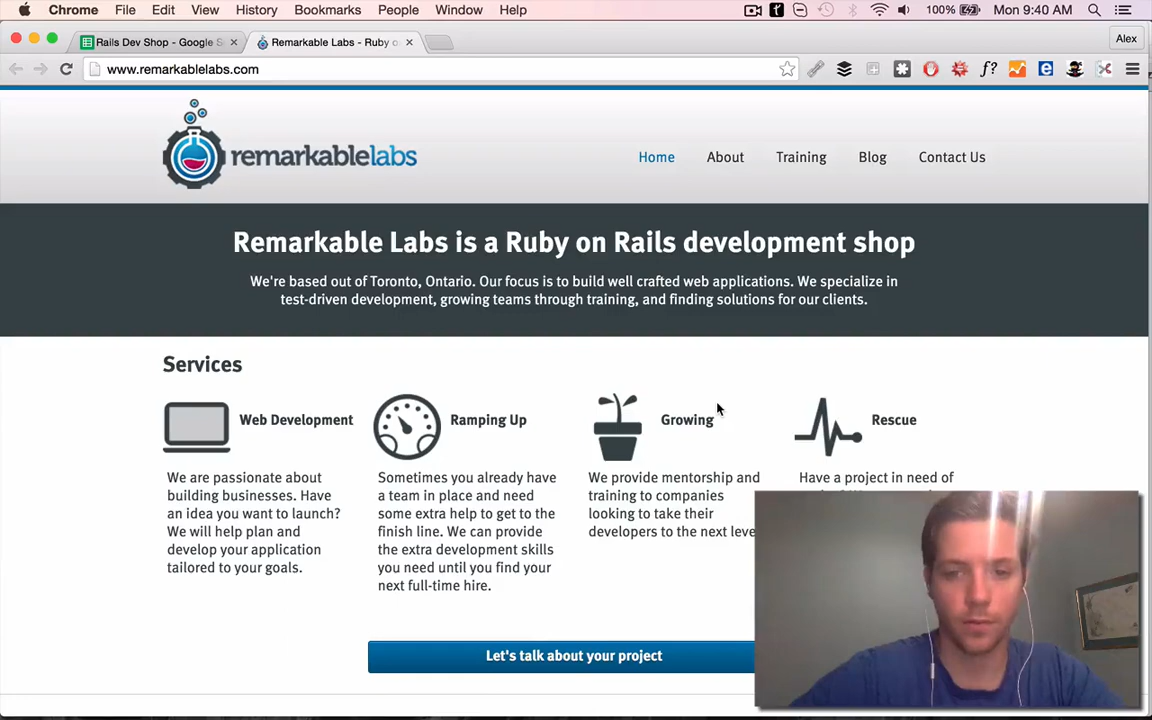 Chrome File Edit View History Bookmarks People Window Help
100% Mon 9:40 AM
Rails Dev Shop - Google S
Remarkable Labs - Ruby o
Alex
www.remarkablelabs.com
f?
remarkablelabs
Home About Training Blog Contact Us
Remarkable Labs is a Ruby on Rails development shop
We're based out of Toronto, Ontario. Our focus is to build well crafted web applications. We specialize in
test-driven development, growing teams through training, and finding solutions for our clients.
Services
Web Development
We are passionate about
building businesses. Have
an idea you want to launch?
We will help plan and
develop your application
tailored to your goals.
Ramping Up
Sometimes you already have
a team in place and need
some extra help to get to the
finish line. We can provide
the extra development skills
you need until you find your
next full-time hire.
Growing
We provide mentorship and
training to companies
looking to take their
developers to the next leve
Rescue
Have a project in need of
Let's talk about your project